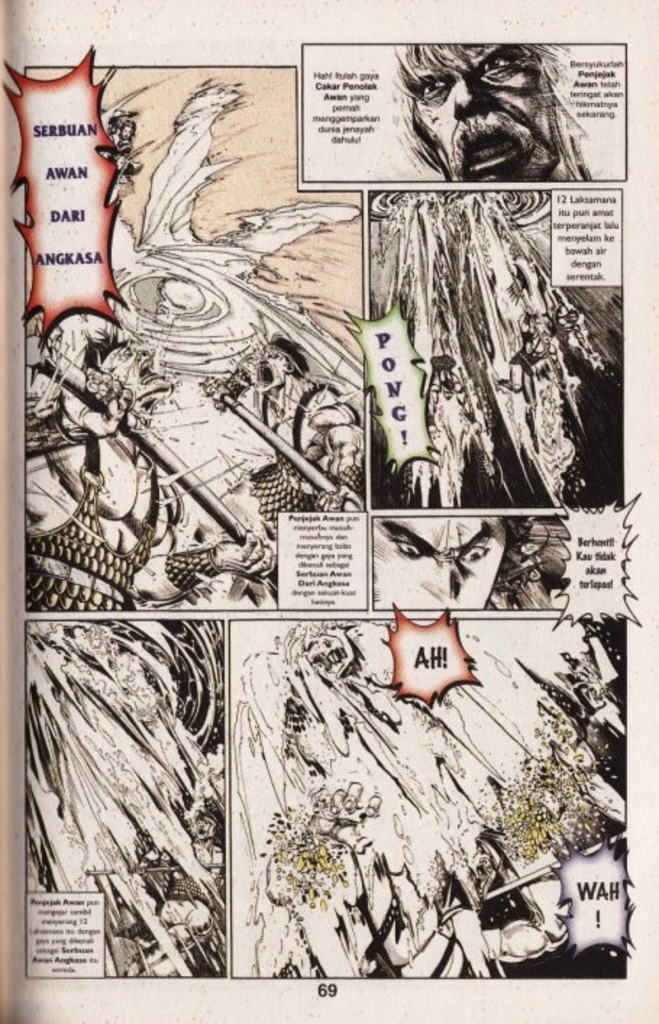 SERBUAN
AWAN
DARI
ANGKASA
Hah! Itulah gaya
Cakar Penolak
Awan yang
pernah
menggemparkan
dunia jenayah
dahulu!
Bersyukurlah
Penjejak
Awan telah
teringat akan
hikmatnya
sekarang.
12 Laksamana
itu pun amat
terperanjat lalu
menyelam ke
bawah air
dengan
serentak.
PONG!
Penjejak Awan pun
menyerbu musuh-
musuhnya dan
menyerang balas
dengan gaya yang
dikenali sebagai
Serbuan Awan
Dari Angkasa
dengan sekuat-kuat
hatinya.
Berhenti!
Kau tidak
akan
terlepas!
Penjejak Awan pun
mengejar sambil
menyerang 12
Laksamana itu dengan
gaya yang dikenali
sebagai Serbuan
Awan Angkasa itu
semula.
AH!
WAH
!
69